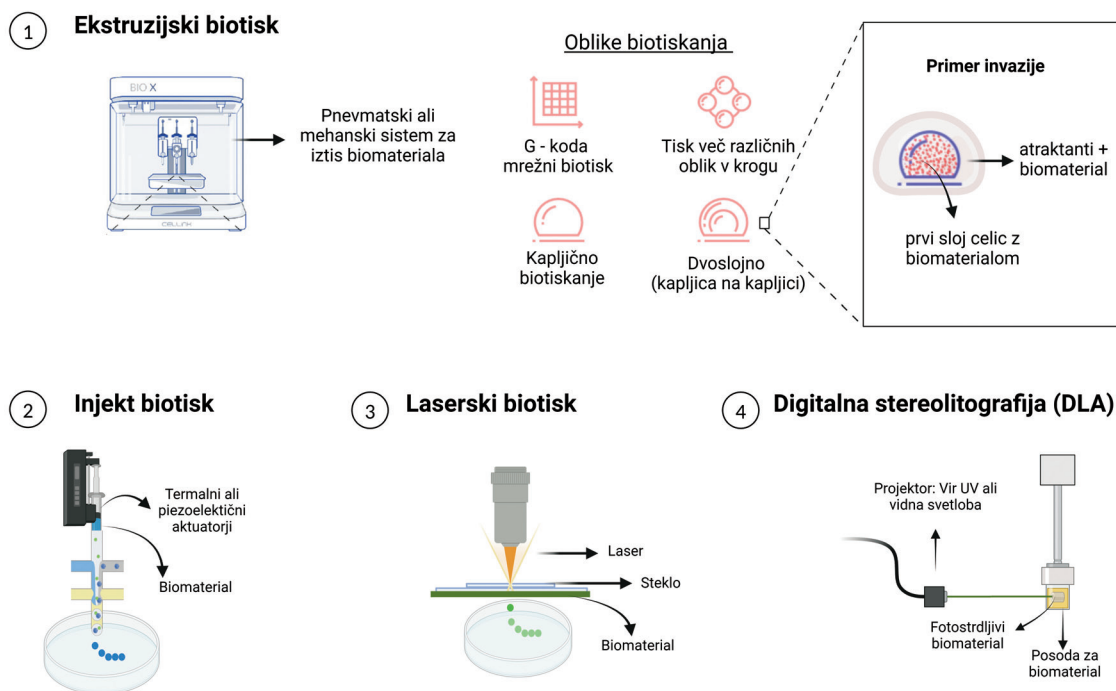 1
Ekstruzijski biotisk
BIO X
CELLINK
Pnevmatski ali
mehanski sistem za
iztis biomateriala
Oblike biotiskanja
G - koda
mrežni biotisk
Tisk več različnih
oblik v krogu
Kapljično
biotiskanje
Dvoslojno
(kapljica na kapljici)
Primer invazije
atraktanti +
biomaterial
prvi sloj celic z
biomaterialom
2
Injekt biotisk
Termalni ali
piezoelektični
aktuatorji
Biomaterial
3
Laserski biotisk
Laser
Steklo
Biomaterial
4
Digitalna stereolitografija (DLA)
Projektor: Vir UV ali
vidna svetloba
Fotostrdljivi
biomaterial
Posoda za
biomaterial